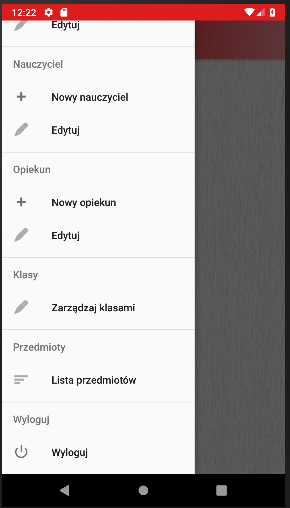 12:22
Edytuj
Nauczyciel
Nowy nauczyciel
Edytuj
Opiekun
Nowy opiekun
Edytuj
Klasy
Zarządzaj klasami
Przedmioty
Lista przedmiotów
Wyloguj
Wyloguj